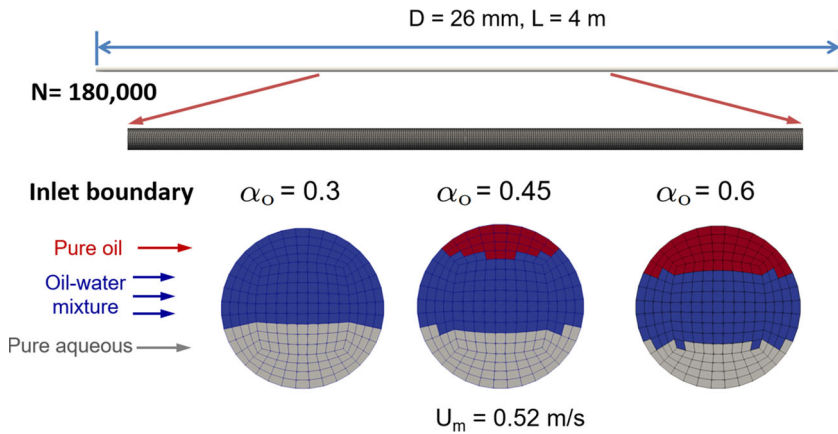 D = 26 mm, L = 4 m
N= 180,000
Inlet boundary
αₒ = 0.3
αₒ = 0.45
αₒ = 0.6
Pure oil
Oil-water
mixture
Pure aqueous
Uₘ = 0.52 m/s